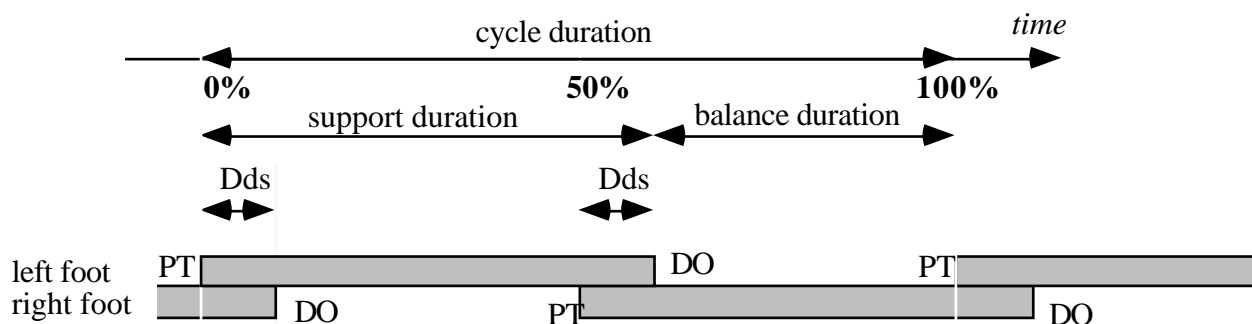 time
cycle duration
0% 50% 100%
support duration balance duration
Dds Dds
left foot PT DO PT
right foot DO PT DO